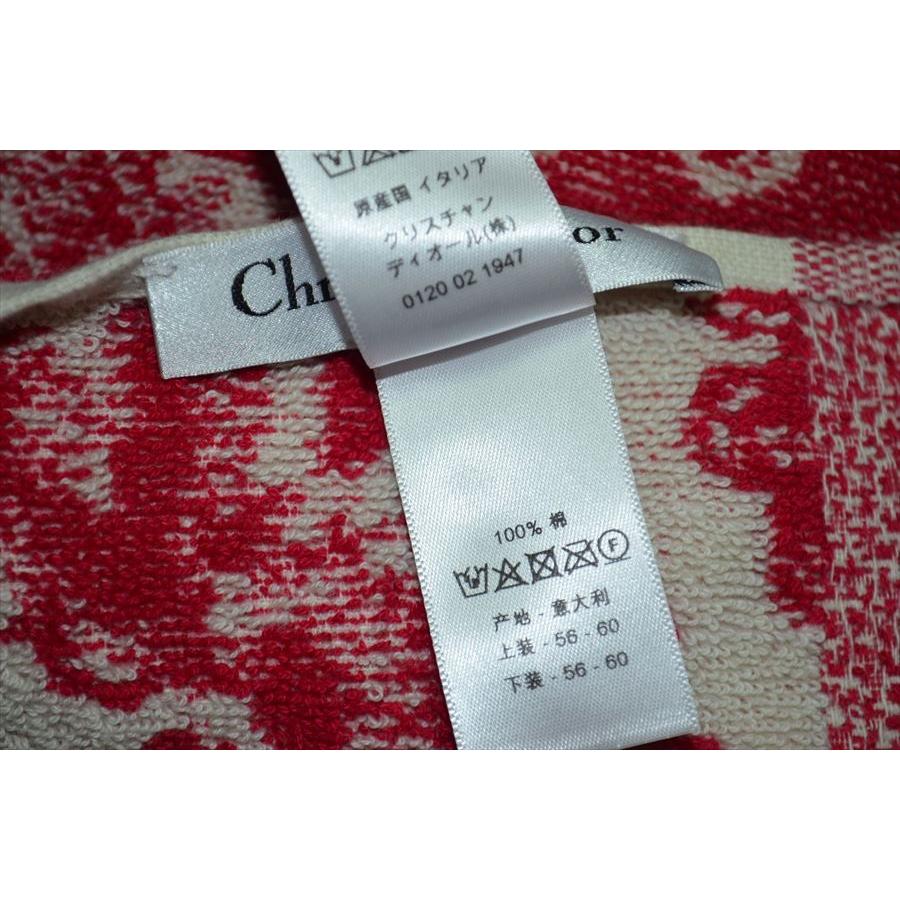 原産国 イタリア
クリスチャン
ディオール(株)
0120 02 1947
Chr or
100% 棉
F
产地 - 意大利
上装 - 56 - 60
下装 - 56 - 60